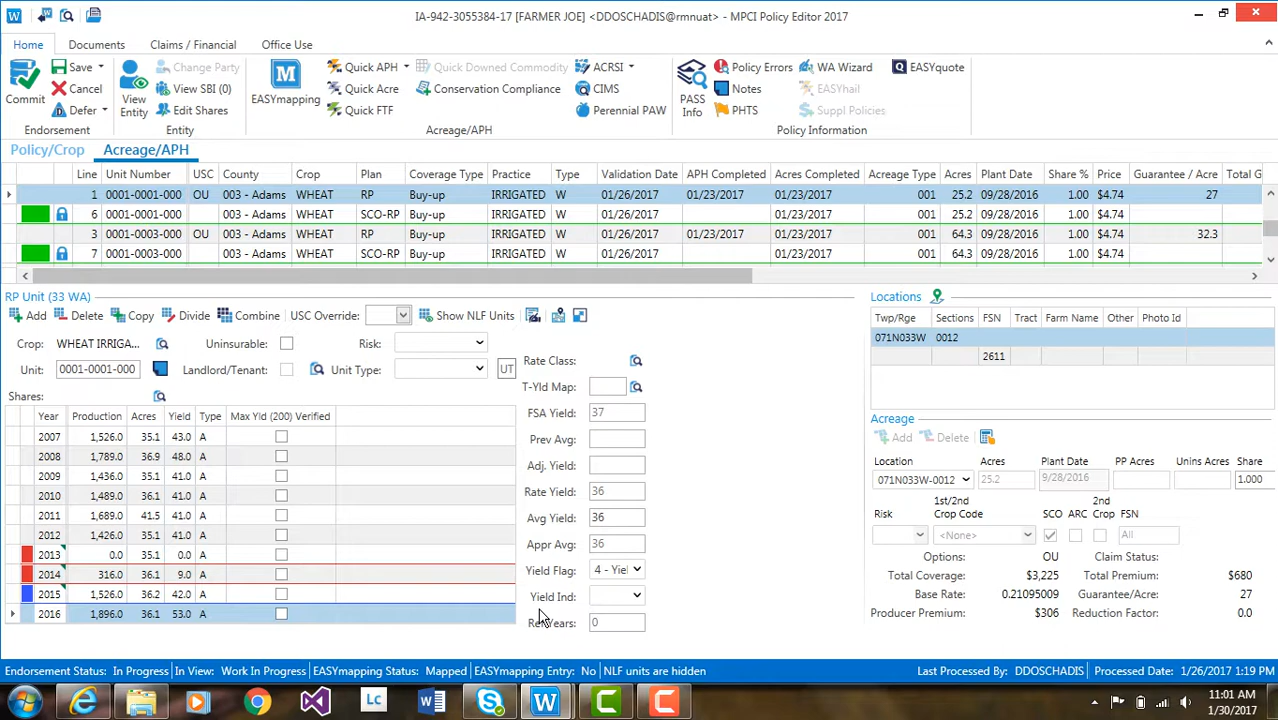 IA-942-3055384-17 [FARMER JOE] <DDOSCHADIS@rmnuat> - MPCI Policy Editor 2017
Home Documents Claims / Financial Office Use
Commit Save Cancel Defer
View Entity Change Party View SBI (0) Edit Shares
EASYmapping Quick APH Quick Acre Quick FTF Quick Downed Commodity Conservation Compliance ACRSI CIMS Perennial PAW
PASS Info Policy Errors Notes PHTS WA Wizard EASYhail Suppl Policies EASYquote
Endorsement Entity Acreage/APH Policy Information
Policy/Crop Acreage/APH
Line Unit Number USC County Crop Plan Coverage Type Practice Type Validation Date APH Completed Acres Completed Acreage Type Acres Plant Date Share % Price Guarantee / Acre Total G
1 0001-0001-000 OU 003 - Adams WHEAT RP Buy-up IRRIGATED W 01/26/2017 01/23/2017 01/23/2017 001 25.2 09/28/2016 1.00 $4.74 27
6 0001-0001-000 003 - Adams WHEAT SCO-RP Buy-up IRRIGATED W 01/26/2017 01/23/2017 001 25.2 09/28/2016 1.00 $4.74
3 0001-0003-000 OU 003 - Adams WHEAT RP Buy-up IRRIGATED W 01/26/2017 01/23/2017 01/23/2017 001 64.3 09/28/2016 1.00 $4.74 32.3
7 0001-0003-000 003 - Adams WHEAT SCO-RP Buy-up IRRIGATED W 01/26/2017 01/23/2017 001 64.3 09/28/2016 1.00 $4.74
RP Unit (33 WA)
Add Delete Copy Divide Combine USC Override: Show NLF Units
Crop: WHEAT IRRIGA... Uninsurable: Risk:
Unit: 0001-0001-000 Landlord/Tenant: Unit Type: UT
Shares:
Year Production Acres Yield Type Max Yld (200) Verified
2007 1,526.0 35.1 43.0 A
2008 1,789.0 36.9 48.0 A
2009 1,436.0 35.1 41.0 A
2010 1,489.0 36.1 41.0 A
2011 1,689.0 41.5 41.0 A
2012 1,426.0 35.1 41.0 A
2013 0.0 35.1 0.0 A
2014 316.0 36.1 9.0 A
2015 1,526.0 36.2 42.0 A
2016 1,896.0 36.1 53.0 A
Rate Class:
T-Yld Map:
FSA Yield: 37
Prev Avg:
Adj. Yield:
Rate Yield: 36
Avg Yield: 36
Appr Avg: 36
Yield Flag: 4 - Yiel
Yield Ind:
Years: 0
Locations
Twp/Rge Sections FSN Tract Farm Name Other Photo Id
071N033W 0012
2611
Acreage
Add Delete
Location Acres Plant Date PP Acres Unins Acres Share
071N033W-0012 25.2 9/28/2016 1.000
Risk 1st/2nd Crop Code SCO ARC 2nd Crop FSN
<None> All
Options: OU Claim Status:
Total Coverage: $3,225 Total Premium: $680
Base Rate: 0.21095009 Guarantee/Acre: 27
Producer Premium: $306 Reduction Factor: 0.0
Endorsement Status: In Progress In View: Work In Progress EASYmapping Status: Mapped EASYmapping Entry: No NLF units are hidden Last Processed By: DDOSCHADIS Processed Date: 1/26/2017 1:19 PM
Lc
11:01 AM
1/30/2017